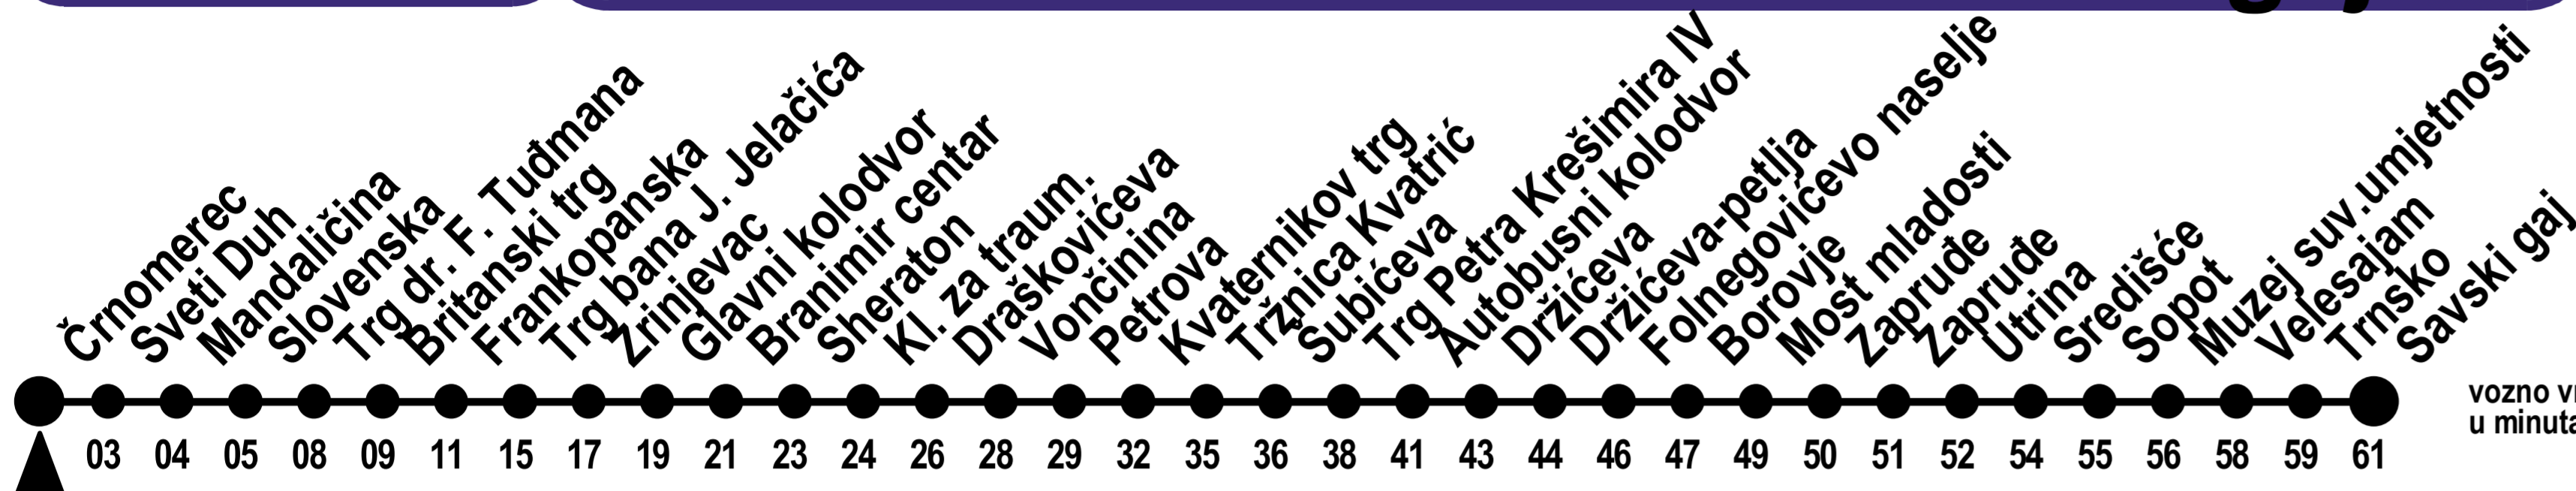 Črnomerec
Sveti Duh
Mandaličina
Slovenska
Trg dr. F. Tuđmana
Britanski trg
Frankopanska
Trg bana J. Jelačića
Zrinjevac
Glavni kolodvor
Branimir centar
Sheraton
Kl. za traum.
Draškovićeva
Vončinina
Petrova
Kvaternikov trg
Tržnica Kvatrić
Šubićeva
Trg Petra Krešimira IV
Autobusni kolodvor
Držićeva
Držićeva-petlja
Folnegovićevo naselje
Borovje
Most mladosti
Zapruđe
Zapruđe
Utrina
Središće
Sopot
Muzej suv.umjetnosti
Velesajam
Trnsko
Savski gaj
03 04 05 08 09 11 15 17 19 21 23 24 26 28 29 32 35 36 38 41 43 44 46 47 49 50 51 52 54 55 56 58 59 61
vozno
u